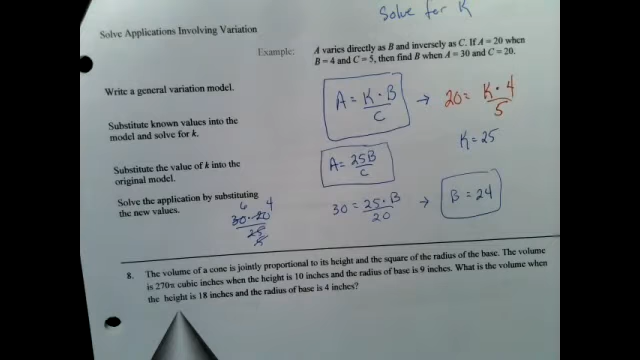 Solve for K
Solve Applications Involving Variation
Example:
A varies directly as B and inversely as C. If A = 20 when
B = 4 and C = 5, then find B when A = 30 and C = 20.
Write a general variation model.
A = K · B / C → 20 = K · 4 / 5
Substitute known values into the
model and solve for k.
K = 25
Substitute the value of k into the
original model.
A = 25B / C
Solve the application by substituting
the new values.
6 4
30 · 20 / 25
5
30 = 25 · B / 20 → B = 24
8. The volume of a cone is jointly proportional to its height and the square of the radius of the base. The volume
is 270π cubic inches when the height is 10 inches and the radius of base is 9 inches. What is the volume when
the height is 18 inches and the radius of base is 4 inches?